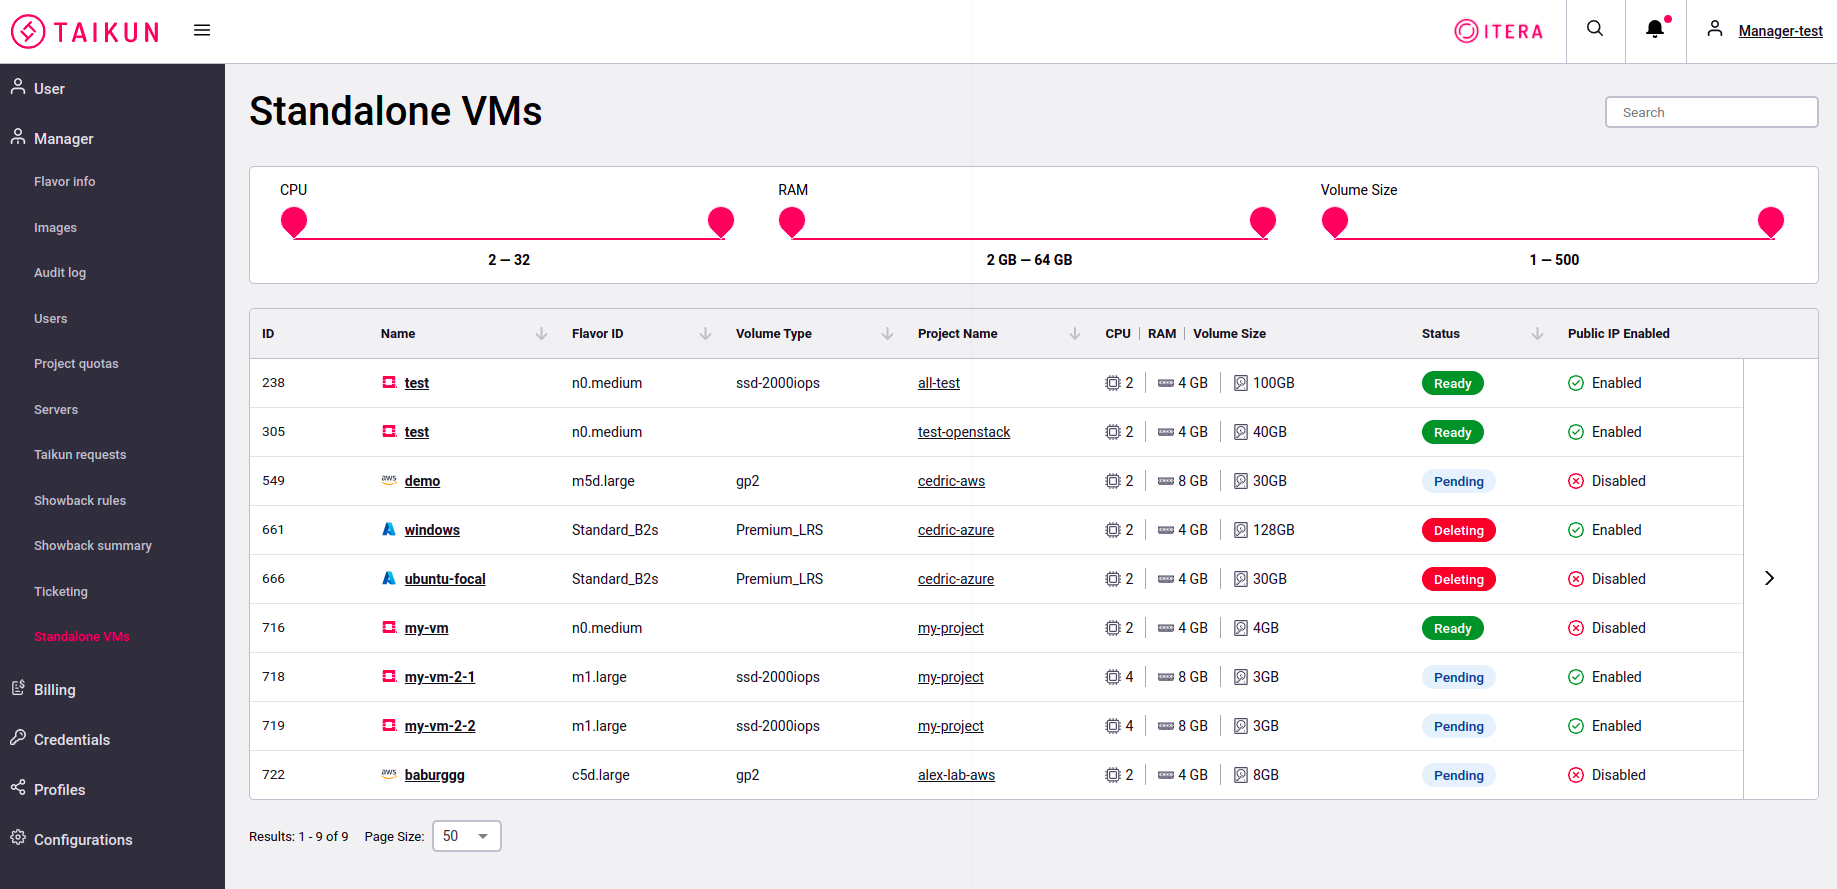 TAIKUN
ITERA
Manager-test
User
Manager
Flavor info
Images
Audit log
Users
Project quotas
Servers
Taikun requests
Showback rules
Showback summary
Ticketing
Standalone VMs
Billing
Credentials
Profiles
Configurations
Standalone VMs
Search
CPU RAM Volume Size
2 — 32 2 GB — 64 GB 1 — 500
ID Name Flavor ID Volume Type Project Name CPU | RAM | Volume Size Status Public IP Enabled
238 test n0.medium ssd-2000iops all-test 2 4 GB 100GB Ready Enabled
305 test n0.medium test-openstack 2 4 GB 40GB Ready Enabled
549 aws demo m5d.large gp2 cedric-aws 2 8 GB 30GB Pending Disabled
661 windows Standard_B2s Premium_LRS cedric-azure 2 4 GB 128GB Deleting Enabled
666 ubuntu-focal Standard_B2s Premium_LRS cedric-azure 2 4 GB 30GB Deleting Disabled
716 my-vm n0.medium my-project 2 4 GB 4GB Ready Disabled
718 my-vm-2-1 m1.large ssd-2000iops my-project 4 8 GB 3GB Pending Enabled
719 my-vm-2-2 m1.large ssd-2000iops my-project 4 8 GB 3GB Pending Enabled
722 aws baburggg c5d.large gp2 alex-lab-aws 2 4 GB 8GB Pending Disabled
Results: 1 - 9 of 9 Page Size: 50